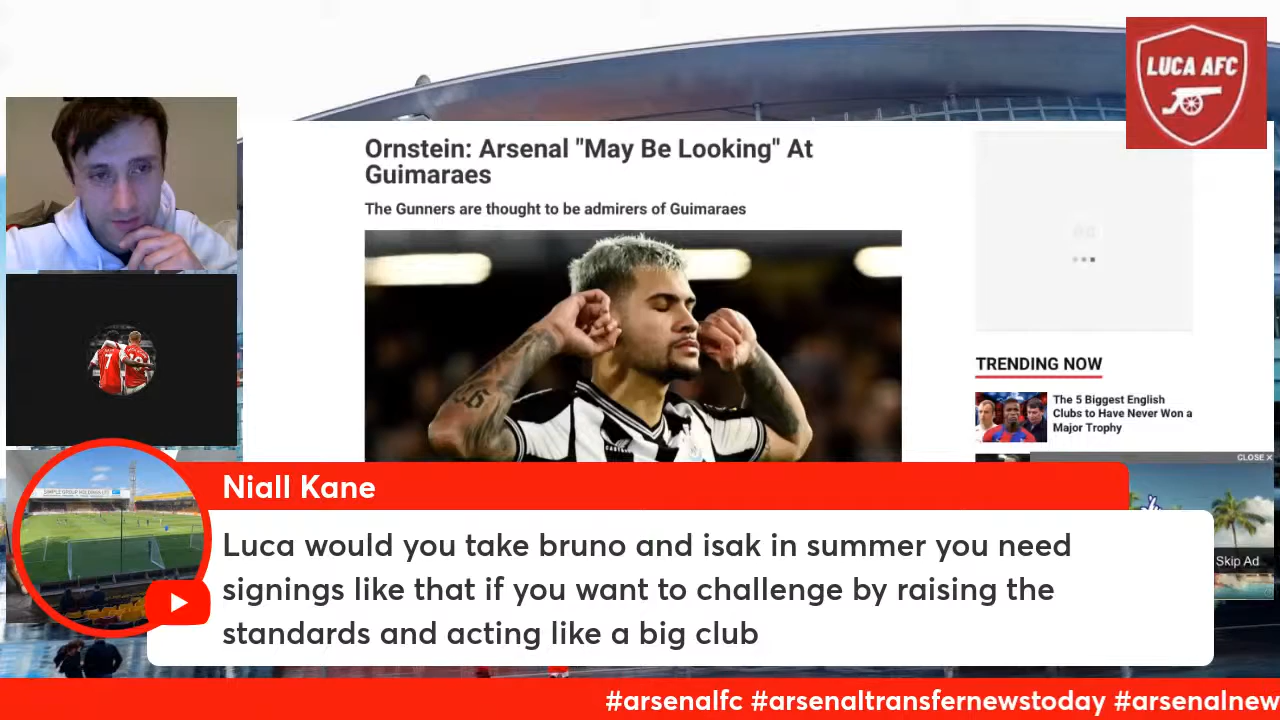 LUCA AFC
Ornstein: Arsenal "May Be Looking" At
Guimaraes
The Gunners are thought to be admirers of Guimaraes
Ad
TRENDING NOW
The 5 Biggest English
Clubs to Have Never Won a
Major Trophy
CLOSE X
Skip Ad
Niall Kane
Luca would you take bruno and isak in summer you need
signings like that if you want to challenge by raising the
standards and acting like a big club
#arsenalfc #arsenaltransfernewstoday #arsenalnew